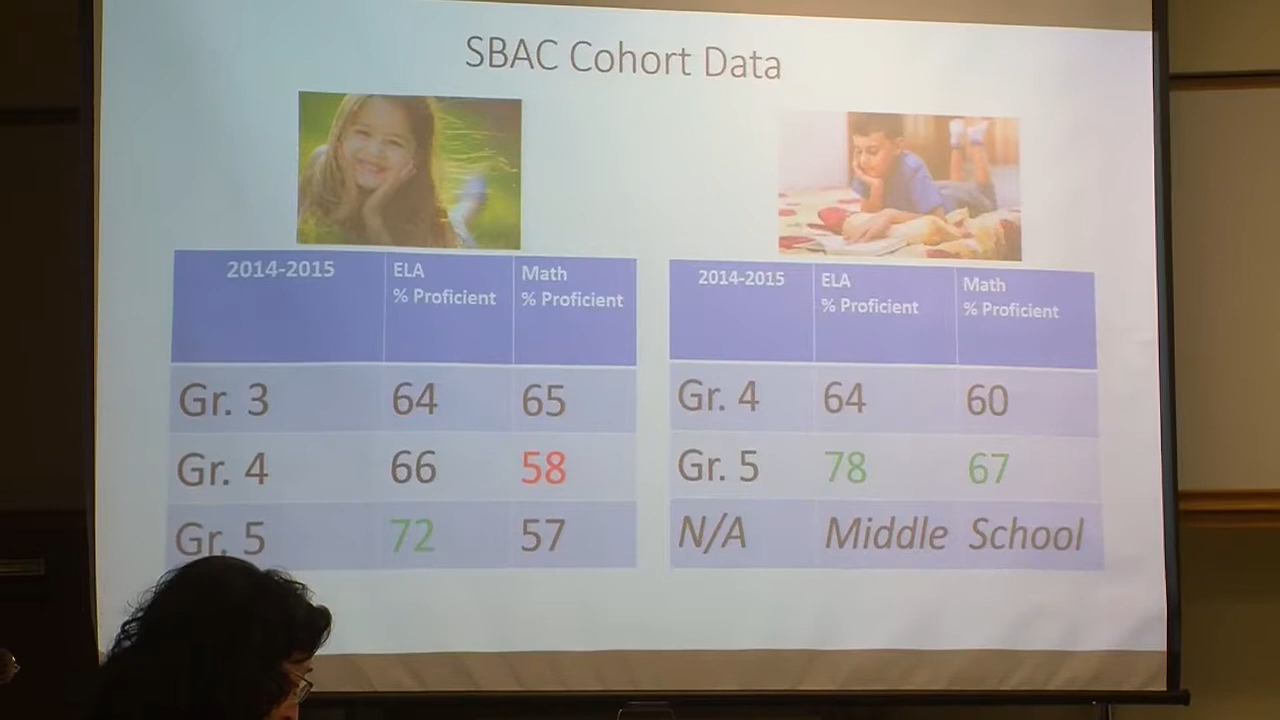 SBAC Cohort Data
2014-2015 ELA % Proficient Math % Proficient
Gr. 3 64 65
Gr. 4 66 58
Gr. 5 72 57
2014-2015 ELA % Proficient Math % Proficient
Gr. 4 64 60
Gr. 5 78 67
N/A Middle School